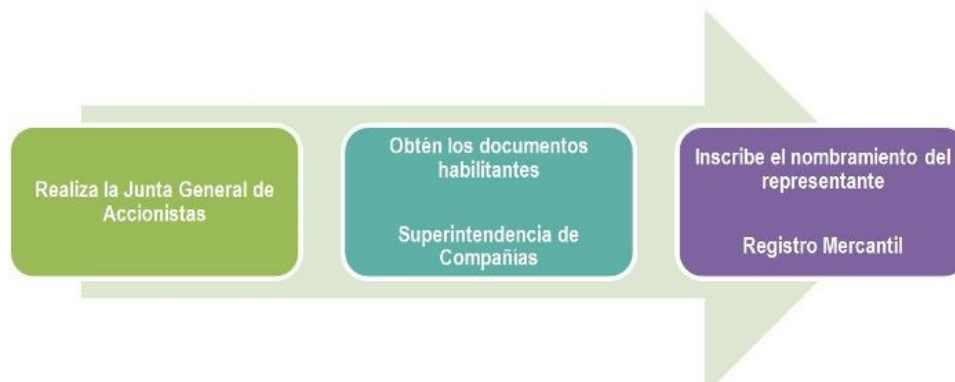 Realiza la Junta General de
Accionistas
Obtén los documentos
habilitantes
Superintendencia de
Compañías
Inscribe el nombramiento del
representante
Registro Mercantil